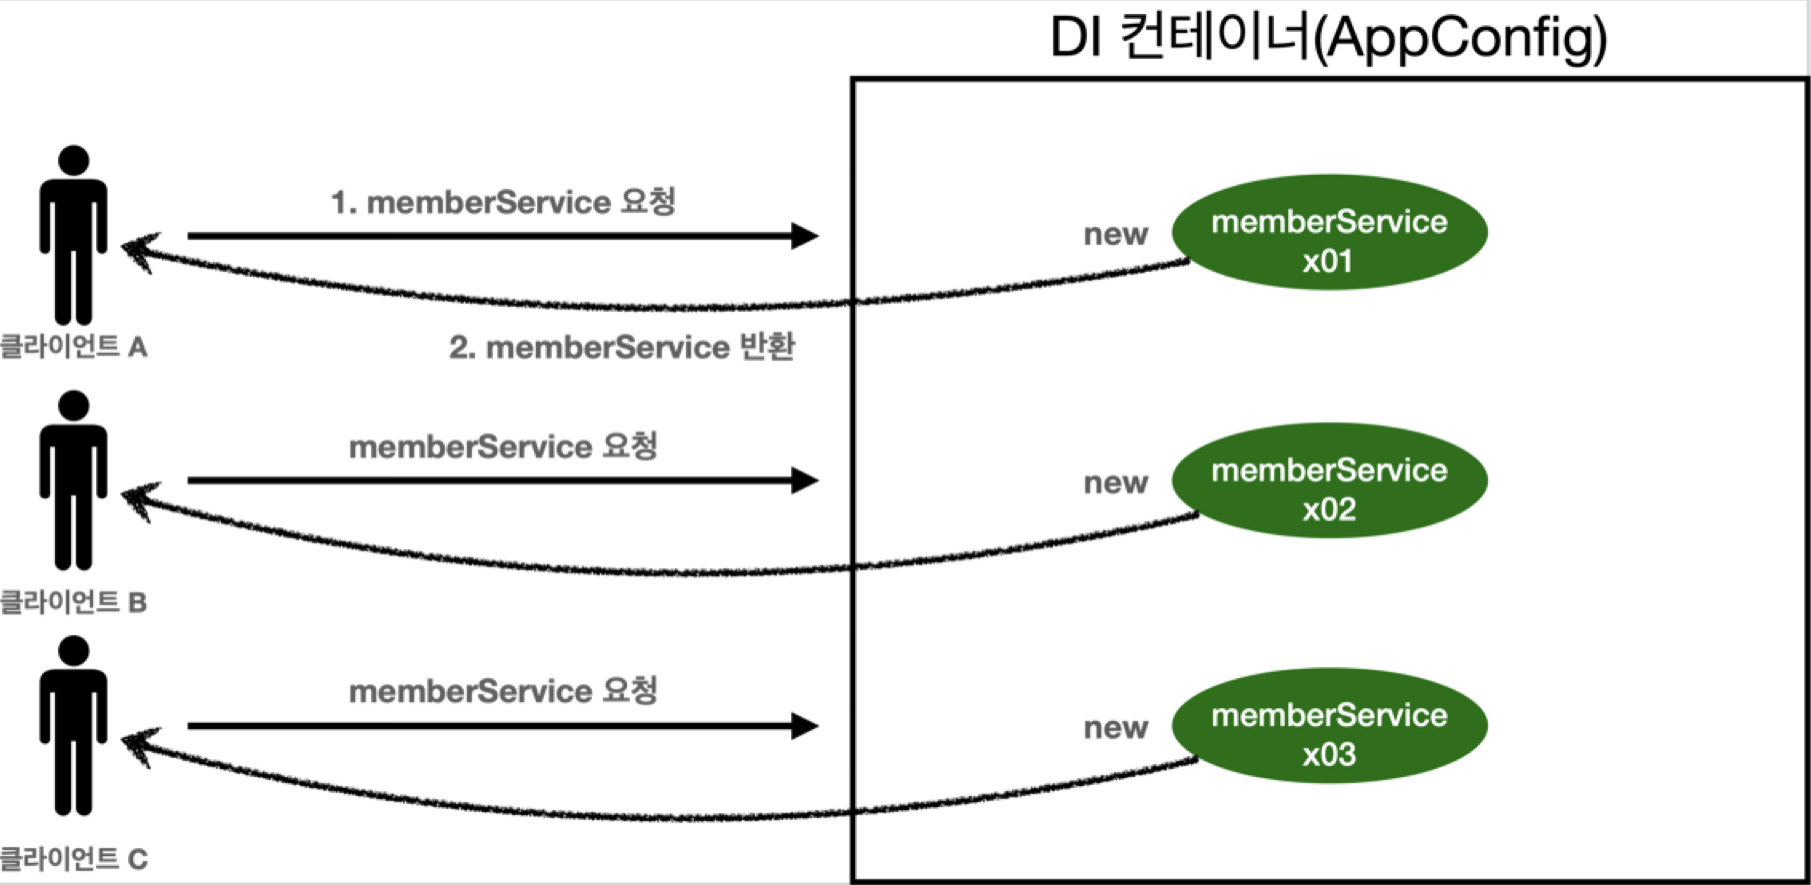 DI 컨테이너(AppConfig)
1. memberService 요청
new
memberService
x01
클라이언트 A
2. memberService 반환
memberService 요청
new
memberService
x02
클라이언트 B
memberService 요청
new
memberService
x03
클라이언트 C